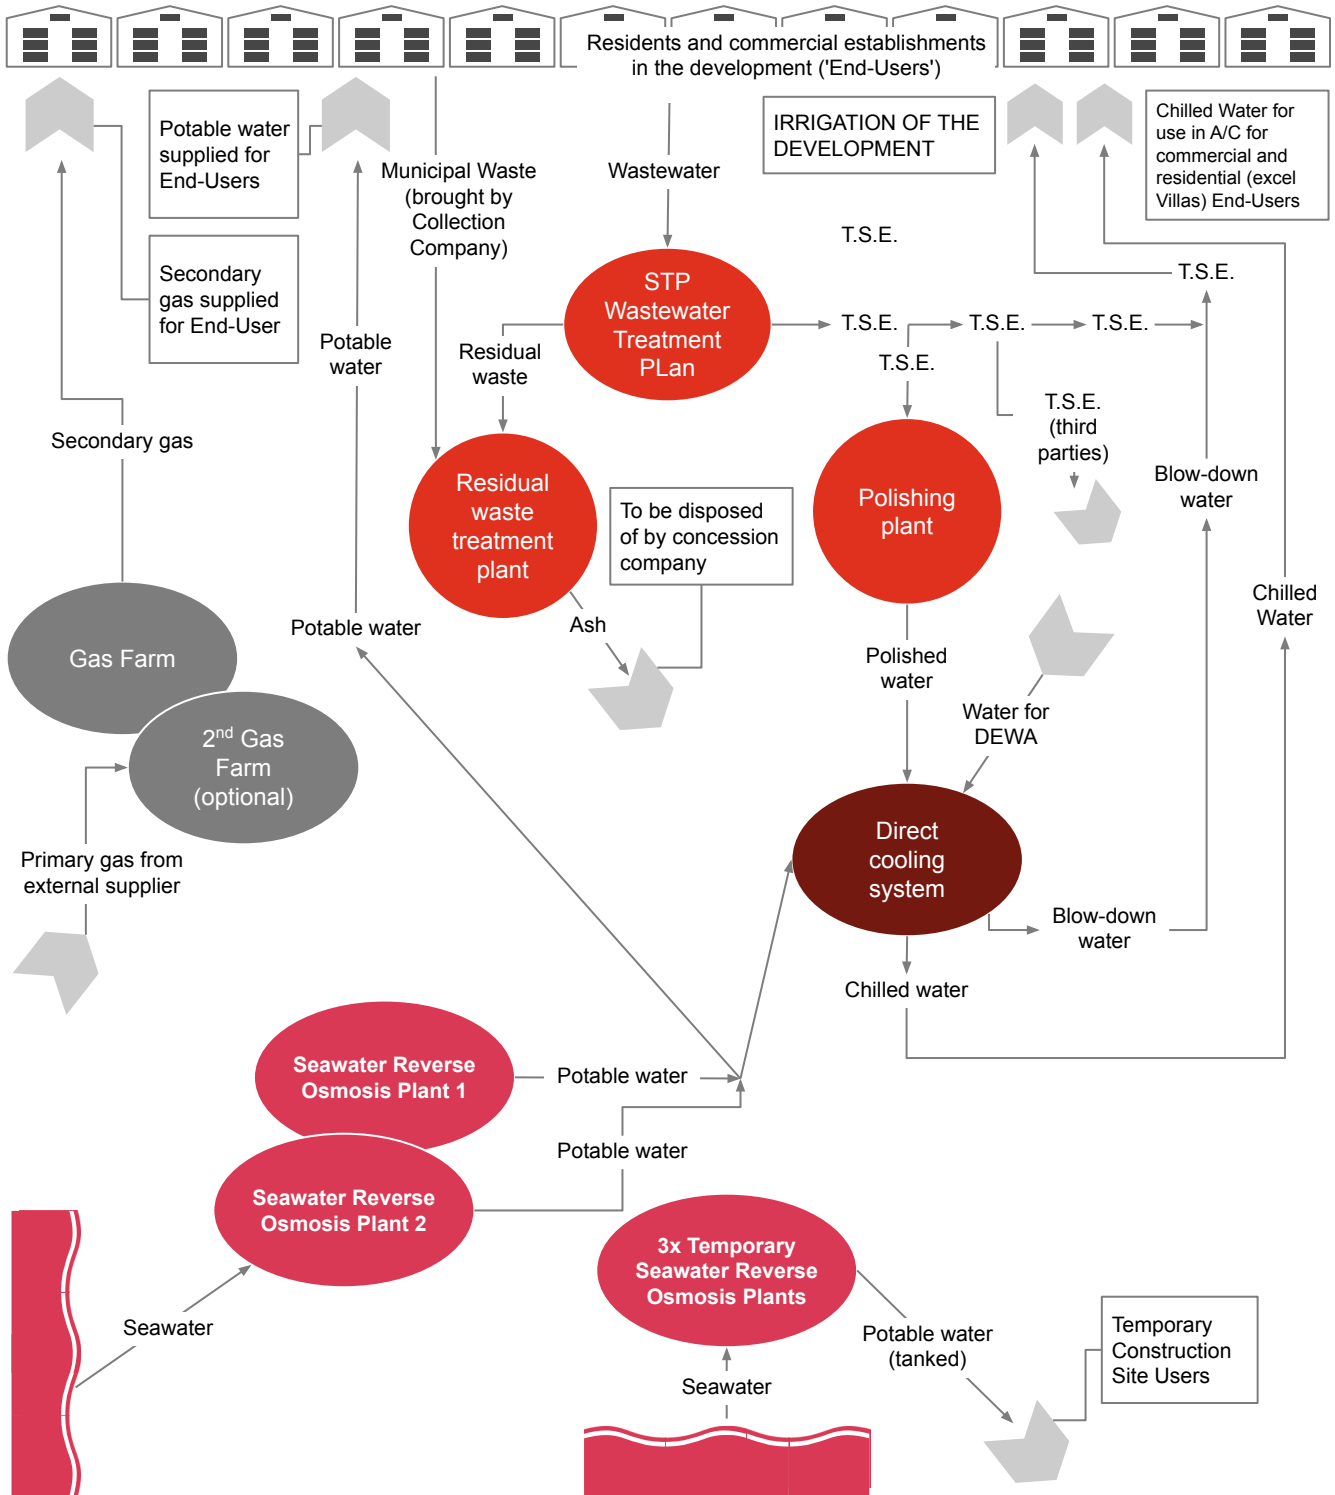 Residents and commercial establishments
in the development ('End-Users')
Potable water
supplied for
End-Users
Secondary
gas supplied
for End-User
Municipal Waste
(brought by
Collection
Company)
Wastewater
IRRIGATION OF THE
DEVELOPMENT
Chilled Water for
use in A/C for
commercial and
residential (excel
Villas) End-Users
T.S.E.
T.S.E.
STP
Wastewater
Treatment
PLan
T.S.E.
T.S.E.
T.S.E.
T.S.E.
Potable
water
Residual
waste
T.S.E.
(third
parties)
Secondary gas
Residual
waste
treatment
plant
To be disposed
of by concession
company
Polishing
plant
Blow-down
water
Chilled
Water
Ash
Potable water
Gas Farm
Polished
water
Water for
DEWA
2nd Gas
Farm
(optional)
Primary gas from
external supplier
Direct
cooling
system
Blow-down
water
Chilled water
Seawater Reverse
Osmosis Plant 1
Potable water
Potable water
Seawater Reverse
Osmosis Plant 2
3x Temporary
Seawater Reverse
Osmosis Plants
Seawater
Potable water
(tanked)
Temporary
Construction
Site Users
Seawater